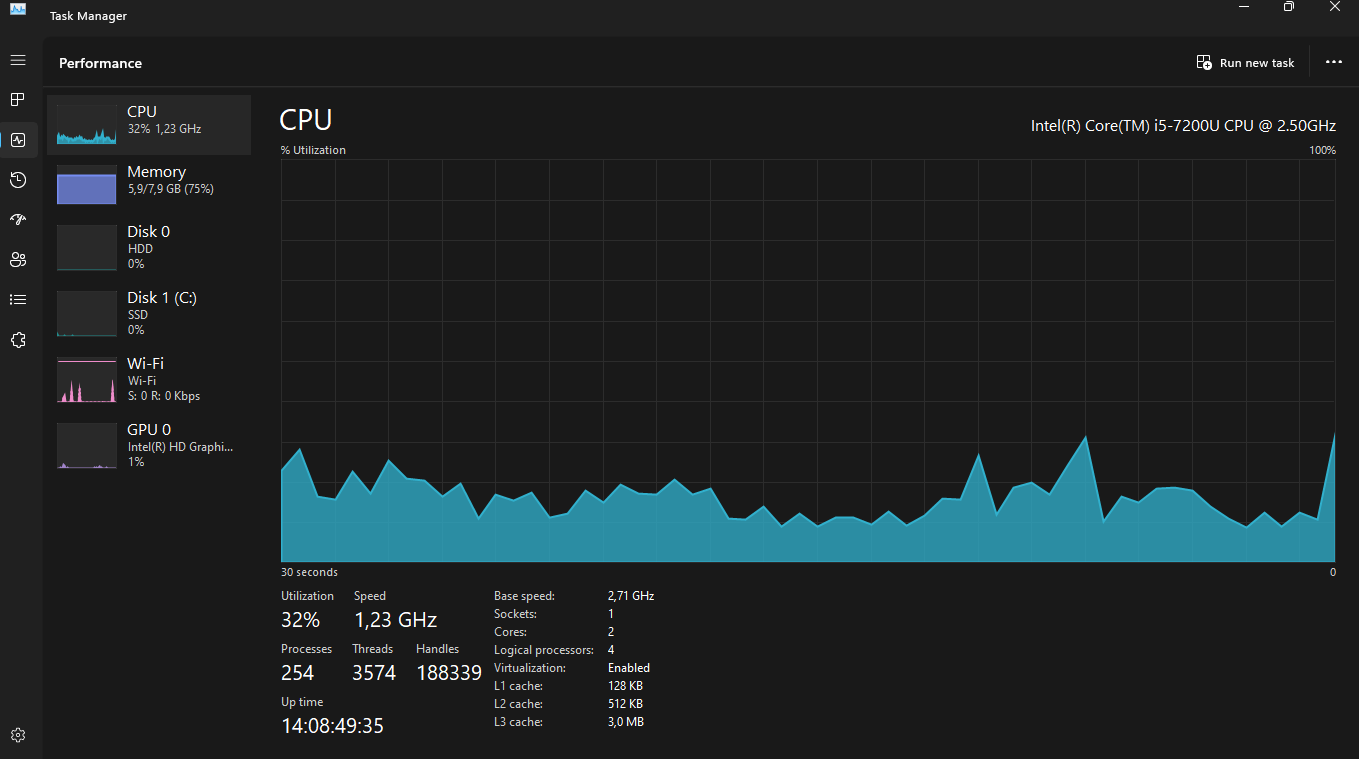 Task Manager
Performance
Run new task
CPU
32% 1,23 GHz
Memory
5,9/7,9 GB (75%)
Disk 0
HDD
0%
Disk 1 (C:)
SSD
0%
Wi-Fi
Wi-Fi
S: 0 R: 0 Kbps
GPU 0
Intel(R) HD Graphi...
1%
CPU
Intel(R) Core(TM) i5-7200U CPU @ 2.50GHz
% Utilization
100%
30 seconds
0
Utilization
Speed
32%
1,23 GHz
Processes
Threads
Handles
254
3574
188339
Up time
14:08:49:35
Base speed: 2,71 GHz
Sockets: 1
Cores: 2
Logical processors: 4
Virtualization: Enabled
L1 cache: 128 KB
L2 cache: 512 KB
L3 cache: 3,0 MB